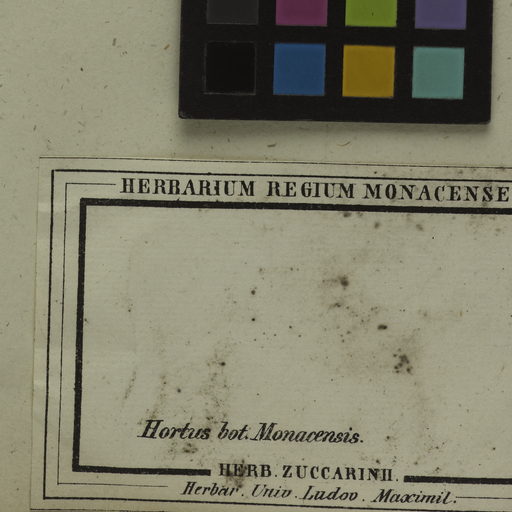 HERBARIUM REGIUM MONACENSE
Hortus bot. Monacensis.
HERB. ZUCCARINII.
Herbar. Univ. Ludov. Maximil.